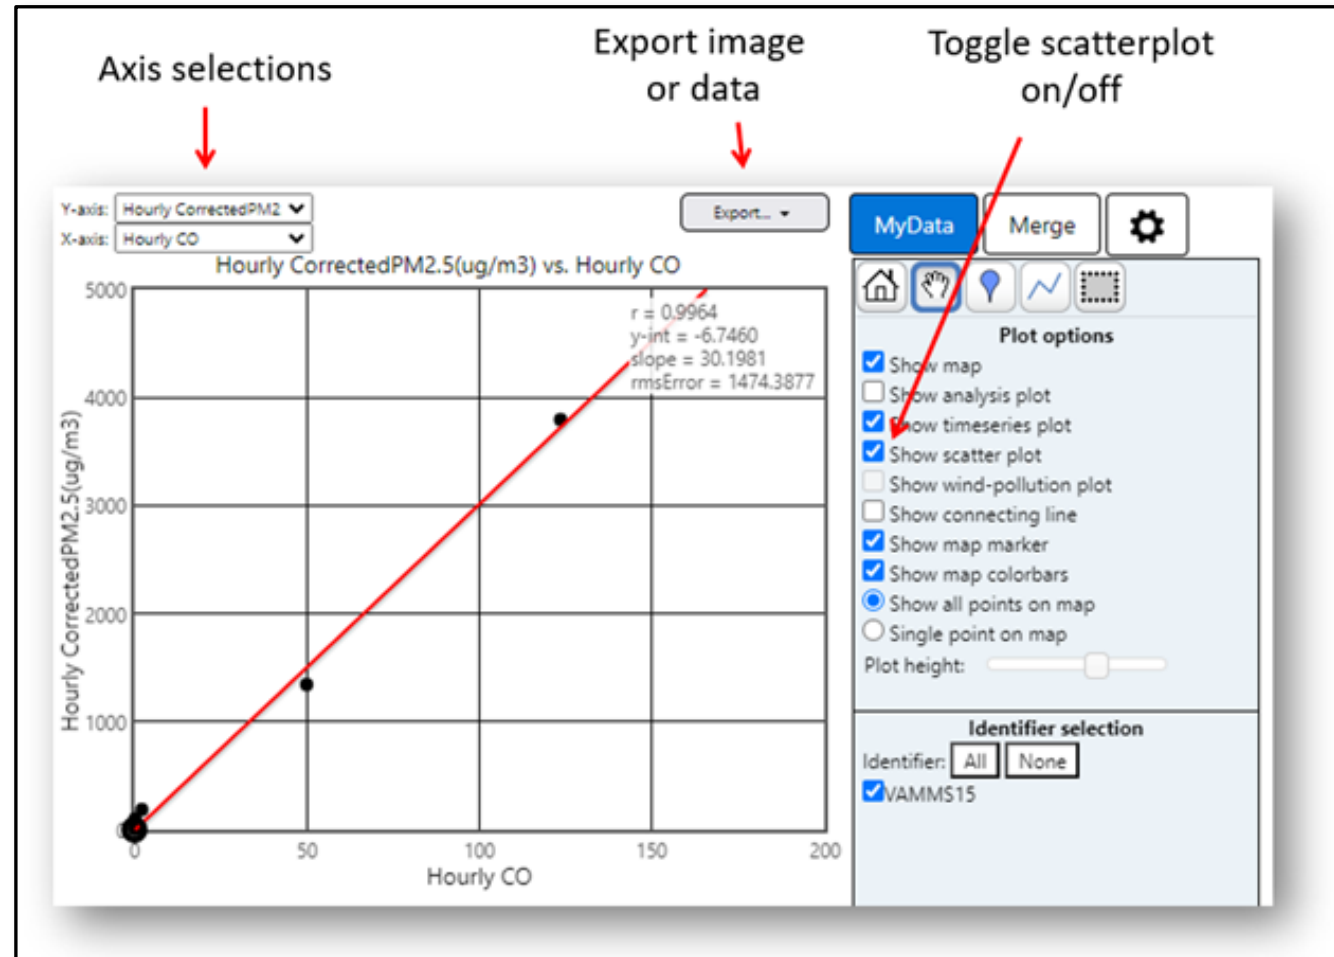 Axis selections
Export image
or data
Toggle scatterplot
on/off
Y-axis: Hourly CorrectedPM2
X-axis: Hourly CO
Export...
MyData
Merge
Hourly CorrectedPM2.5(ug/m3) vs. Hourly CO
r = 0.9964
y-int = -6.7460
slope = 30.1981
rmsError = 1474.3877
5000
4000
3000
2000
1000
0
Hourly CorrectedPM2.5(ug/m3)
0 50 100 150 200
Hourly CO
Plot options
Show map
Show analysis plot
Show timeseries plot
Show scatter plot
Show wind-pollution plot
Show connecting line
Show map marker
Show map colorbars
Show all points on map
Single point on map
Plot height:
Identifier selection
Identifier: All None
VAMMS15